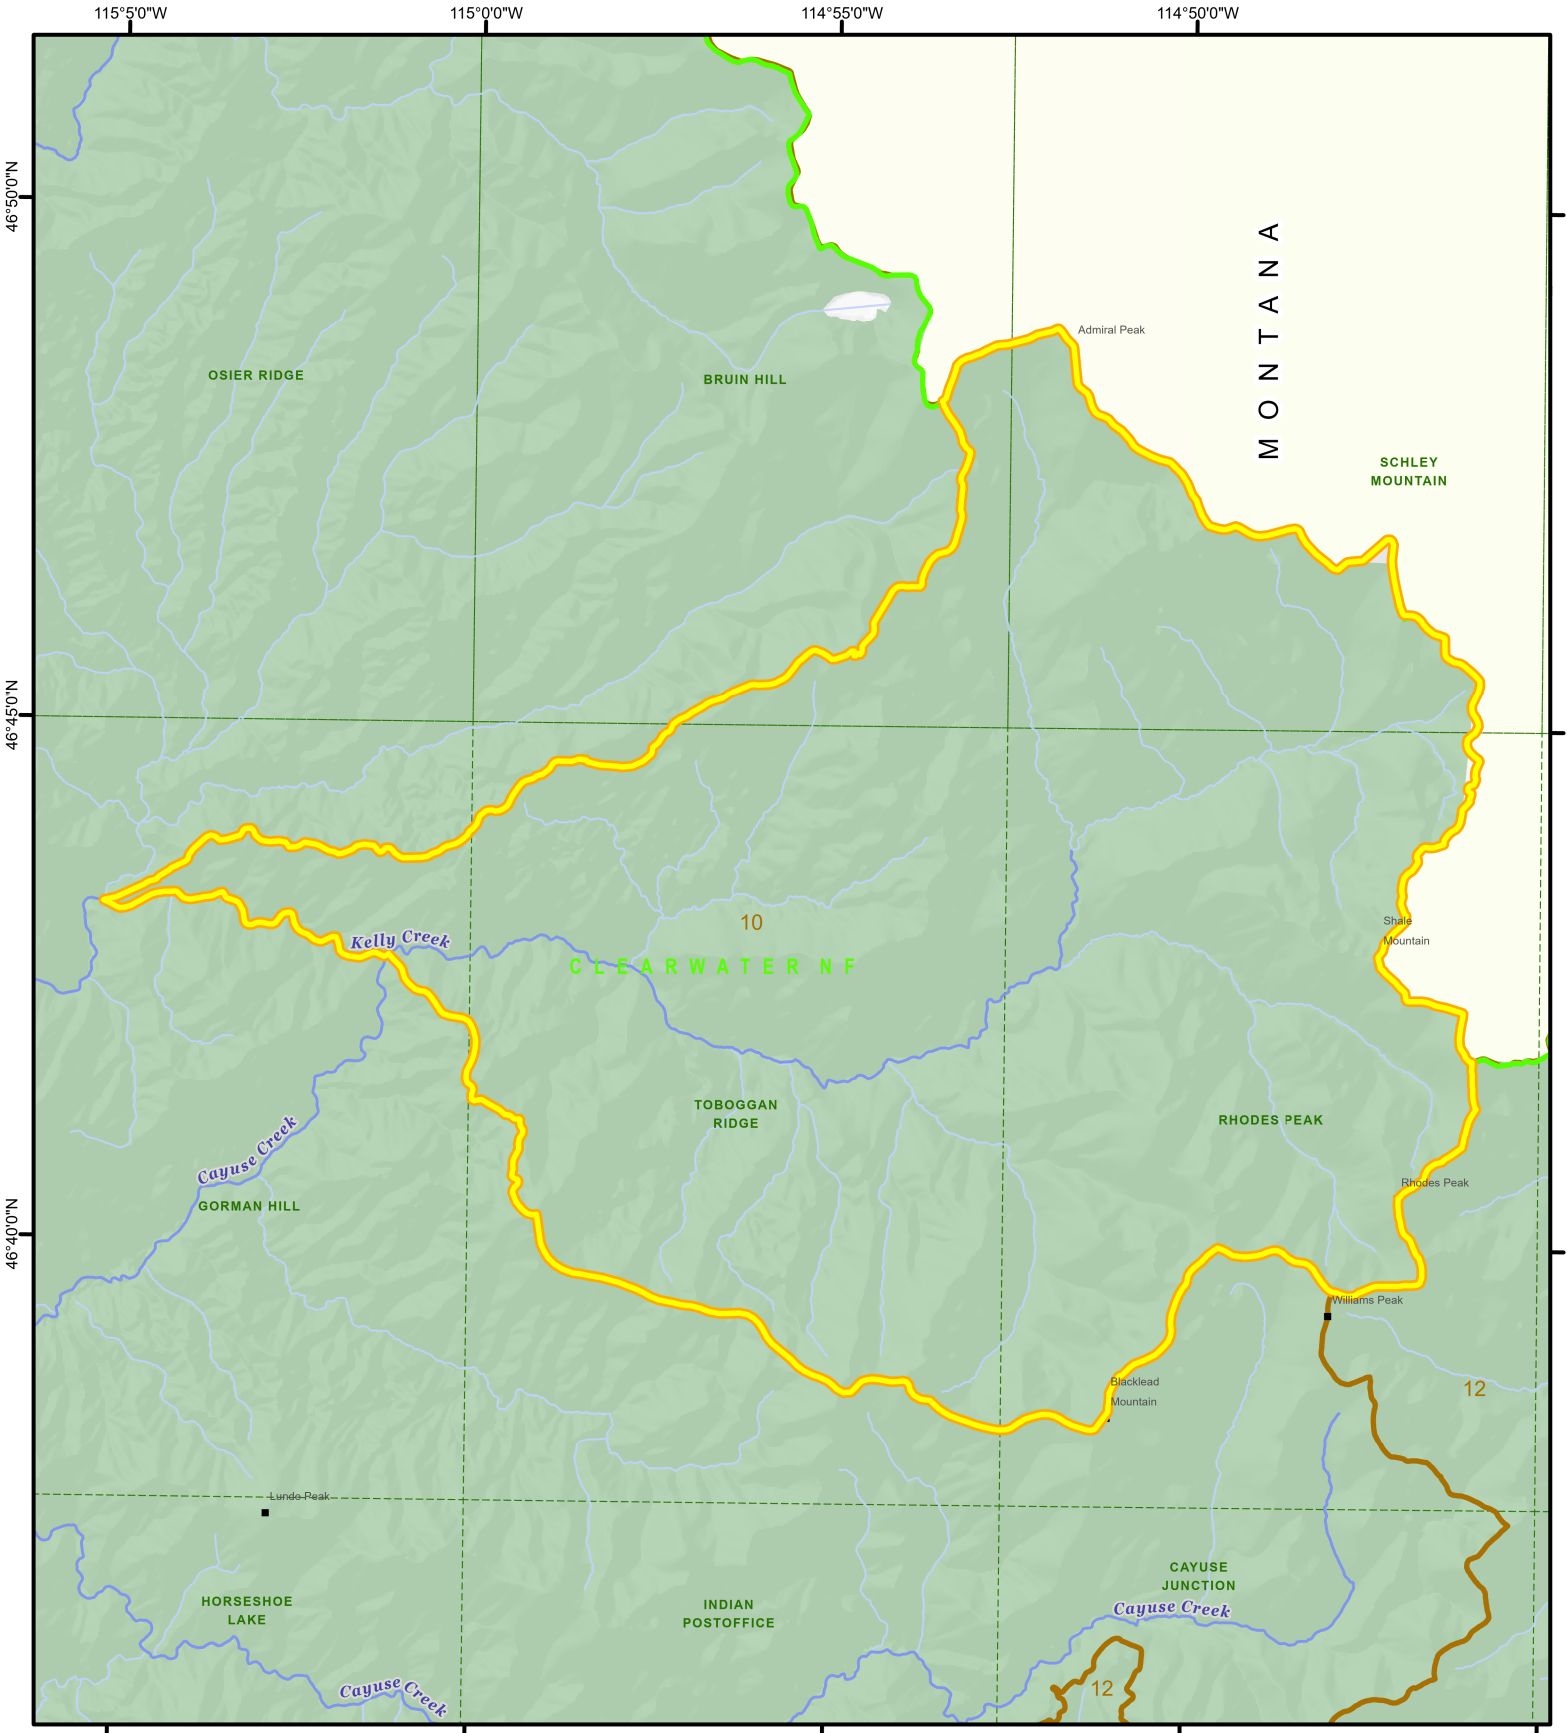 115°5'0"W
115°0'0"W
114°55'0"W
114°50'0"W
46°50'0"N
MONTANA
Admiral Peak
OSIER RIDGE
BRUIN HILL
SCHLEY
MOUNTAIN
46°45'0"N
10
Shale
Mountain
Kelly Creek
CLEARWATER NF
TOBOGGAN
RIDGE
RHODES PEAK
Cayuse Creek
Rhodes Peak
GORMAN HILL
46°40'0"N
Williams Peak
Blacklead
Mountain
12
Lunde Peak
CAYUSE
JUNCTION
HORSESHOE
LAKE
INDIAN
POSTOFFICE
Cayuse Creek
Cayuse Creek
12